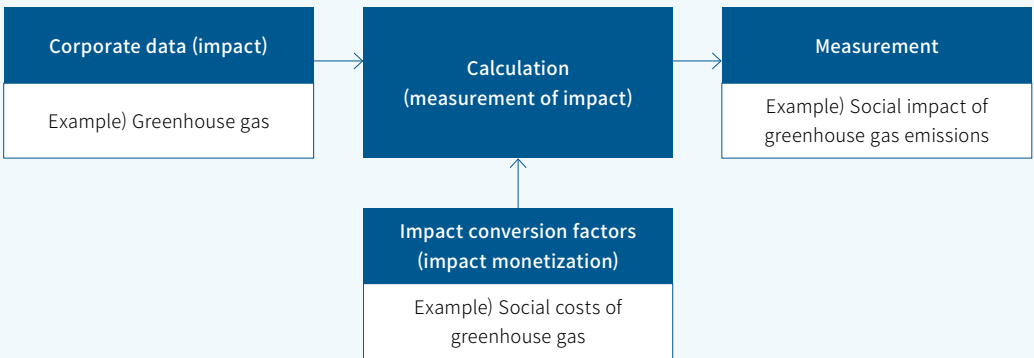 Corporate data (impact)
Example) Greenhouse gas
Calculation
(measurement of impact)
Measurement
Example) Social impact of
greenhouse gas emissions
Impact conversion factors
(impact monetization)
Example) Social costs of
greenhouse gas